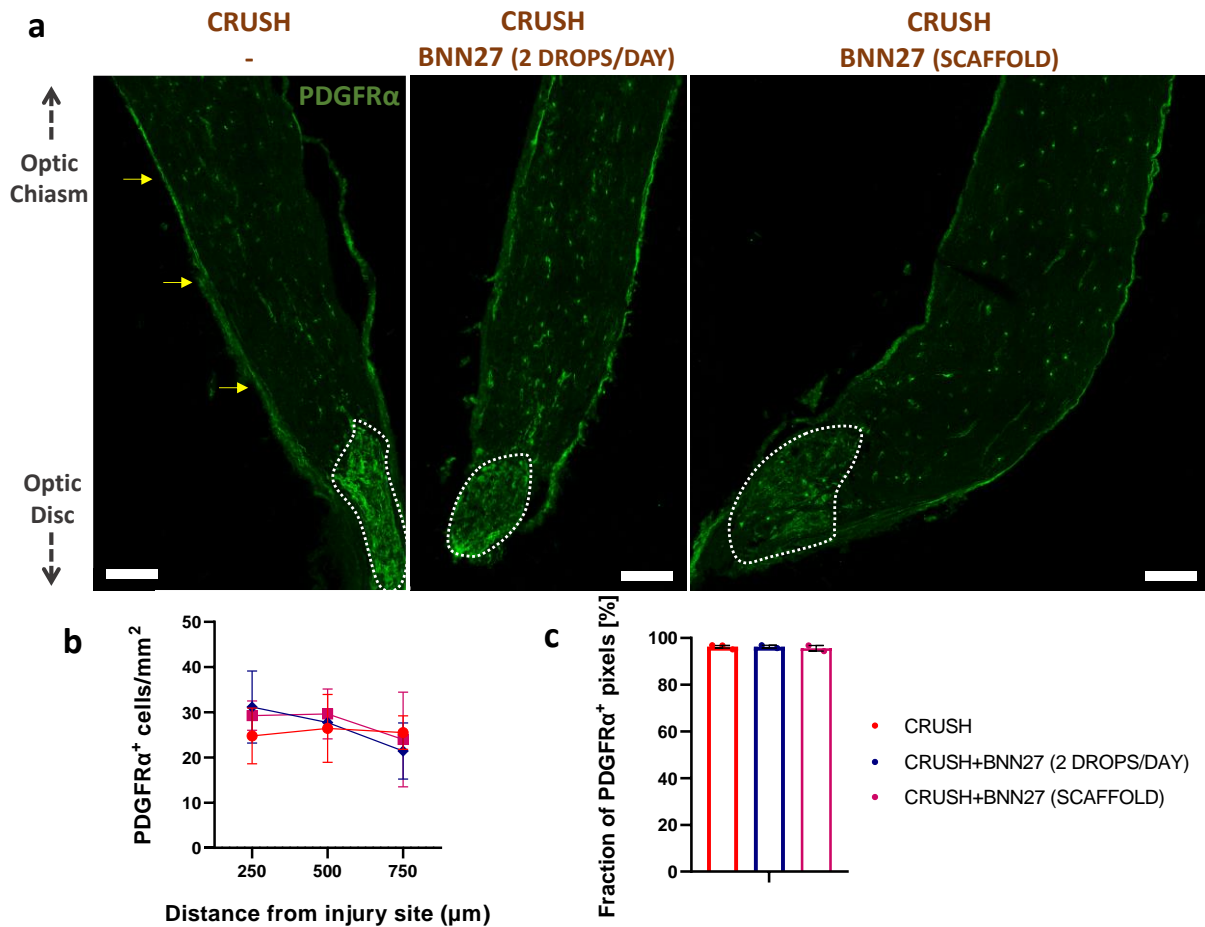 a
CRUSH
-
CRUSH
BNN27 (2 DROPS/DAY)
CRUSH
BNN27 (SCAFFOLD)
PDGFRα
Optic
Chiasm
Optic
Disc
b
PDGFRα⁺ cells/mm²
50
40
30
20
10
0
250
500
750
Distance from injury site (µm)
c
Fraction of PDGFRα⁺ pixels [%]
100
80
60
40
20
0
CRUSH
CRUSH+BNN27 (2 DROPS/DAY)
CRUSH+BNN27 (SCAFFOLD)